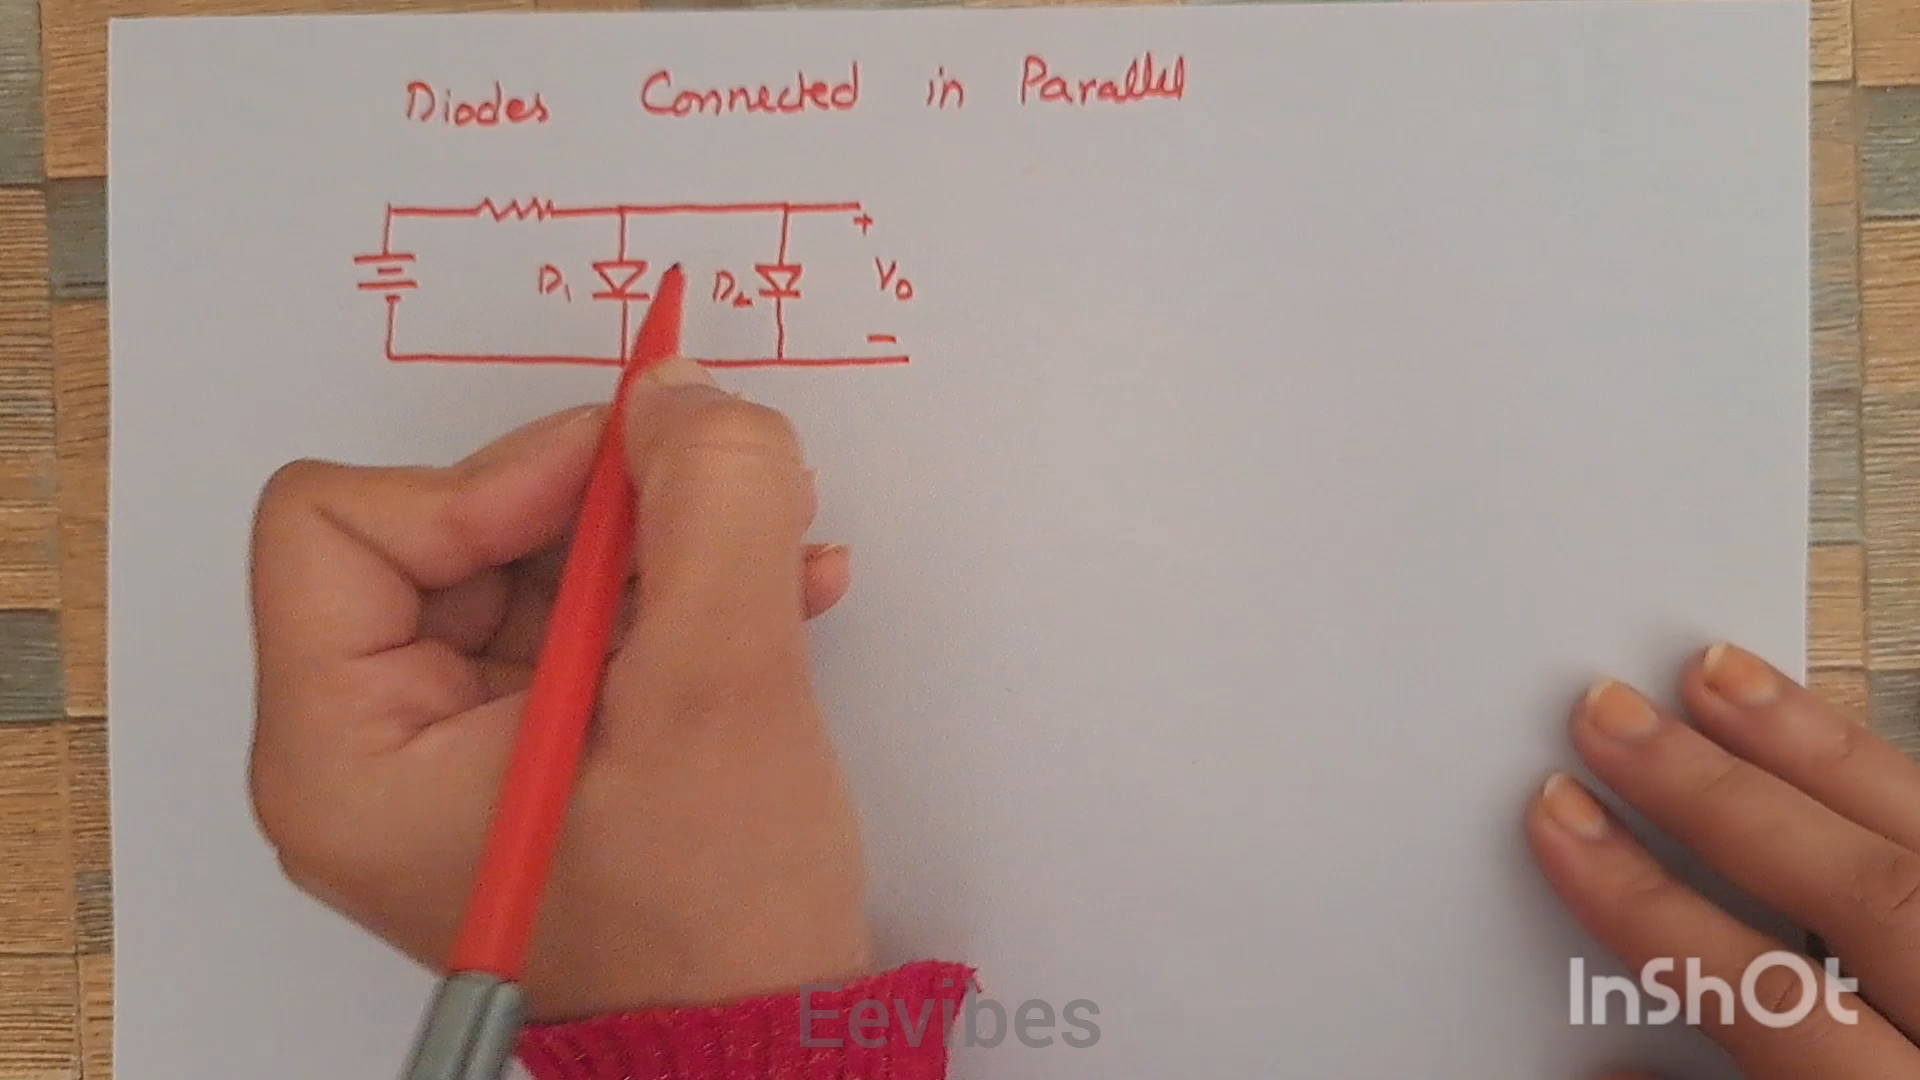 Diodes Connected in Parallel
+
D1 D2 Vo
-
Eevibes
InShOt